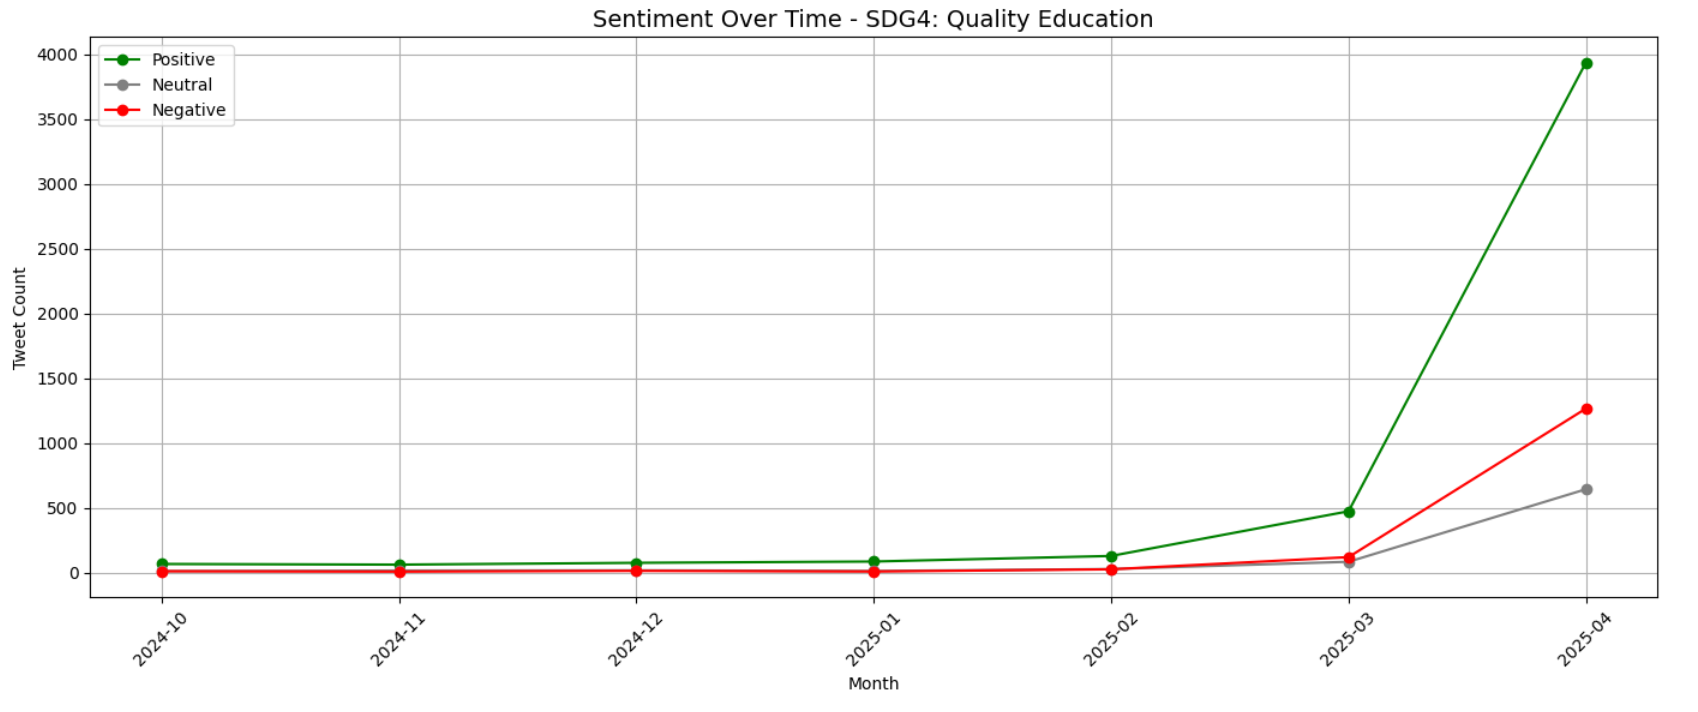 Sentiment Over Time - SDG4: Quality Education
Positive
Neutral
Negative
4000
3500
3000
2500
2000
1500
1000
500
0
Tweet Count
2024-10
2024-11
2024-12
2025-01
2025-02
2025-03
2025-04
Month